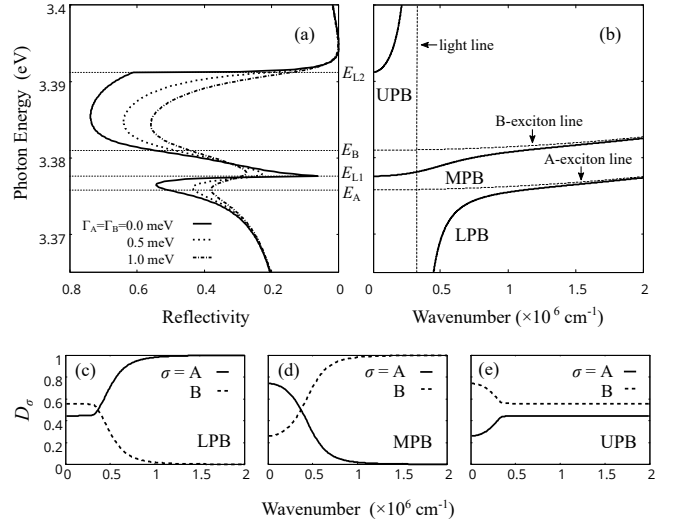 3.4
3.39
3.38
3.37
Photon Energy (eV)
(a)
E_L2
E_B
E_L1
E_A
Γ_A=Γ_B=0.0 meV
0.5 meV
1.0 meV
0.8 0.6 0.4 0.2 0
Reflectivity
(b)
light line
UPB
B-exciton line
A-exciton line
MPB
LPB
0 0.5 1 1.5 2
Wavenumber (×10⁶ cm⁻¹)
D_σ
1
0.8
0.6
0.4
0.2
0
(c) σ = A
B
LPB
0 0.5 1 1.5 2
(d) σ = A
B
MPB
0 0.5 1 1.5 2
(e) σ = A
B
UPB
0 0.5 1 1.5 2
Wavenumber (×10⁶ cm⁻¹)